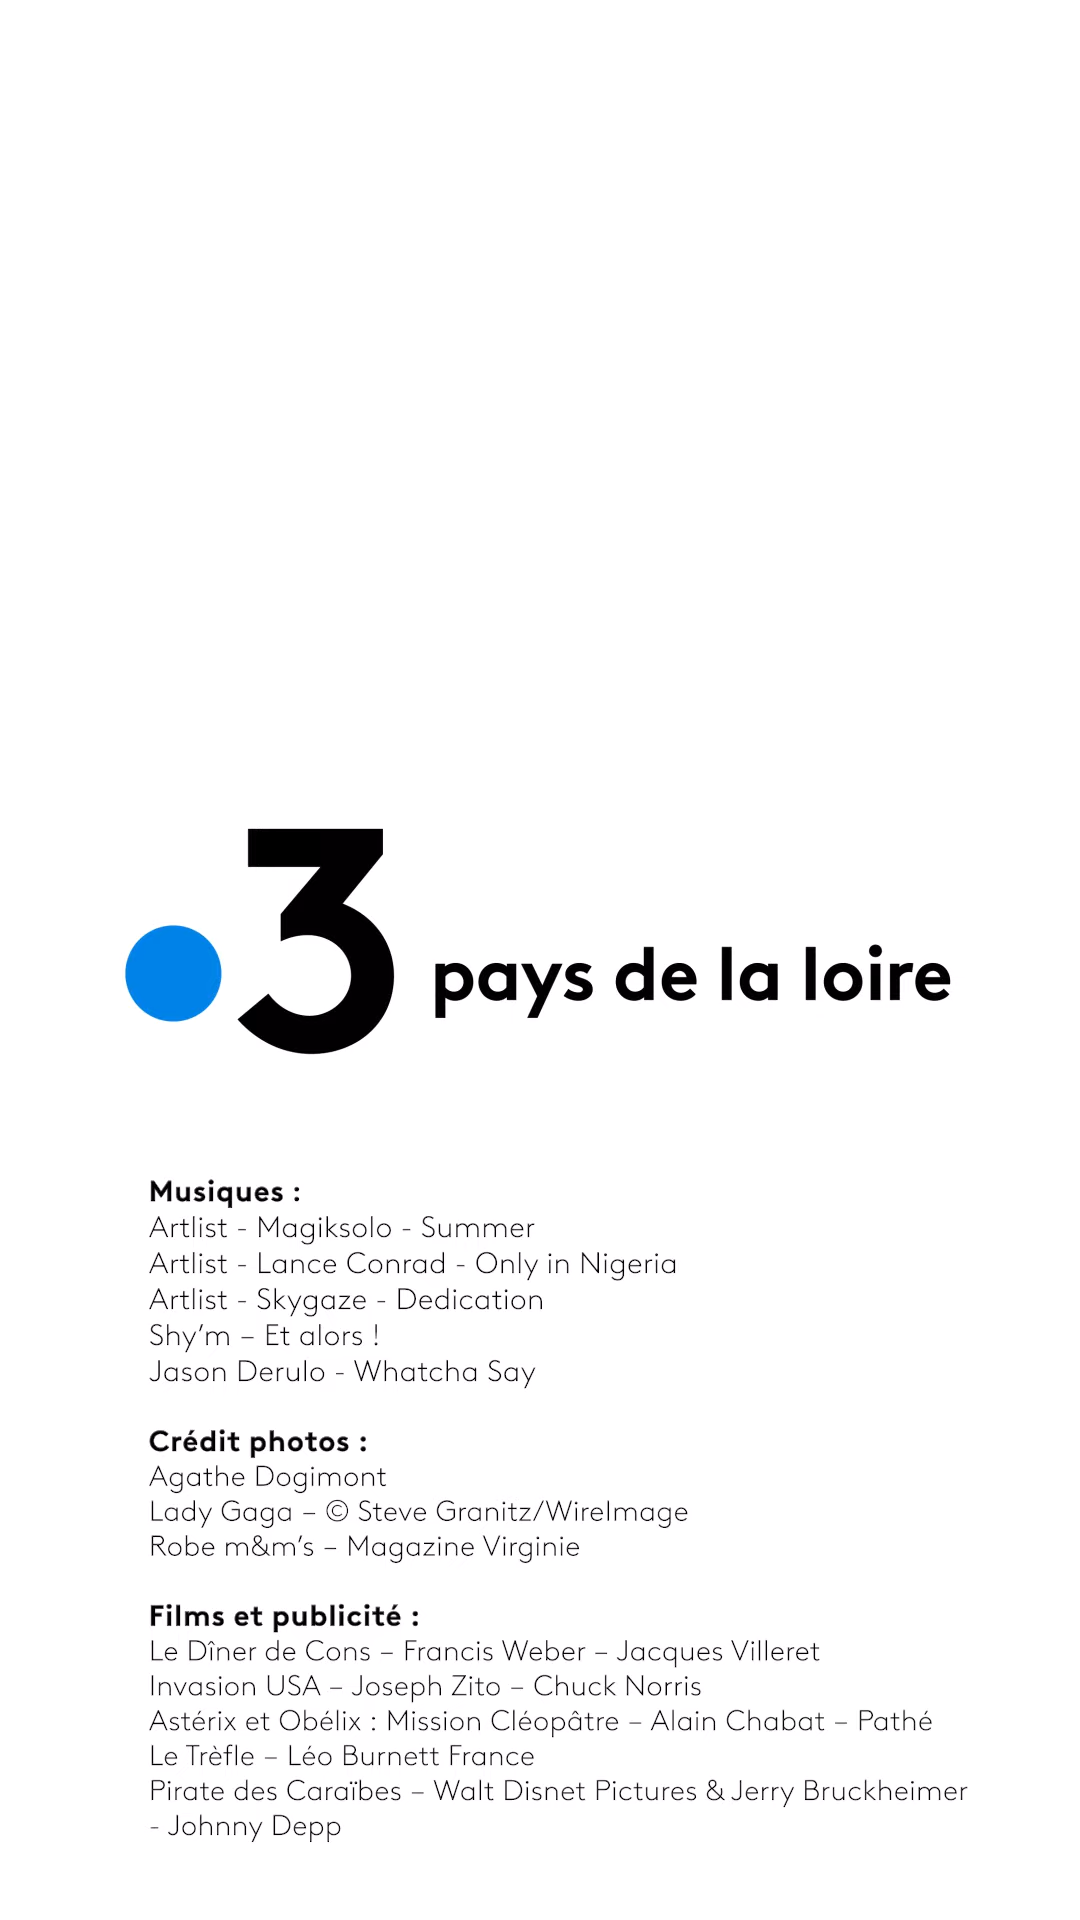 3 pays de la loire
Musiques :
Artlist - Magiksolo - Summer
Artlist - Lance Conrad - Only in Nigeria
Artlist - Skygaze - Dedication
Shy’m – Et alors !
Jason Derulo - Whatcha Say
Crédit photos :
Agathe Dogimont
Lady Gaga – © Steve Granitz/WireImage
Robe m&m’s – Magazine Virginie
Films et publicité :
Le Dîner de Cons – Francis Weber – Jacques Villeret
Invasion USA – Joseph Zito – Chuck Norris
Astérix et Obélix : Mission Cléopâtre – Alain Chabat – Pathé
Le Trèfle – Léo Burnett France
Pirate des Caraïbes – Walt Disnet Pictures & Jerry Bruckheimer
- Johnny Depp